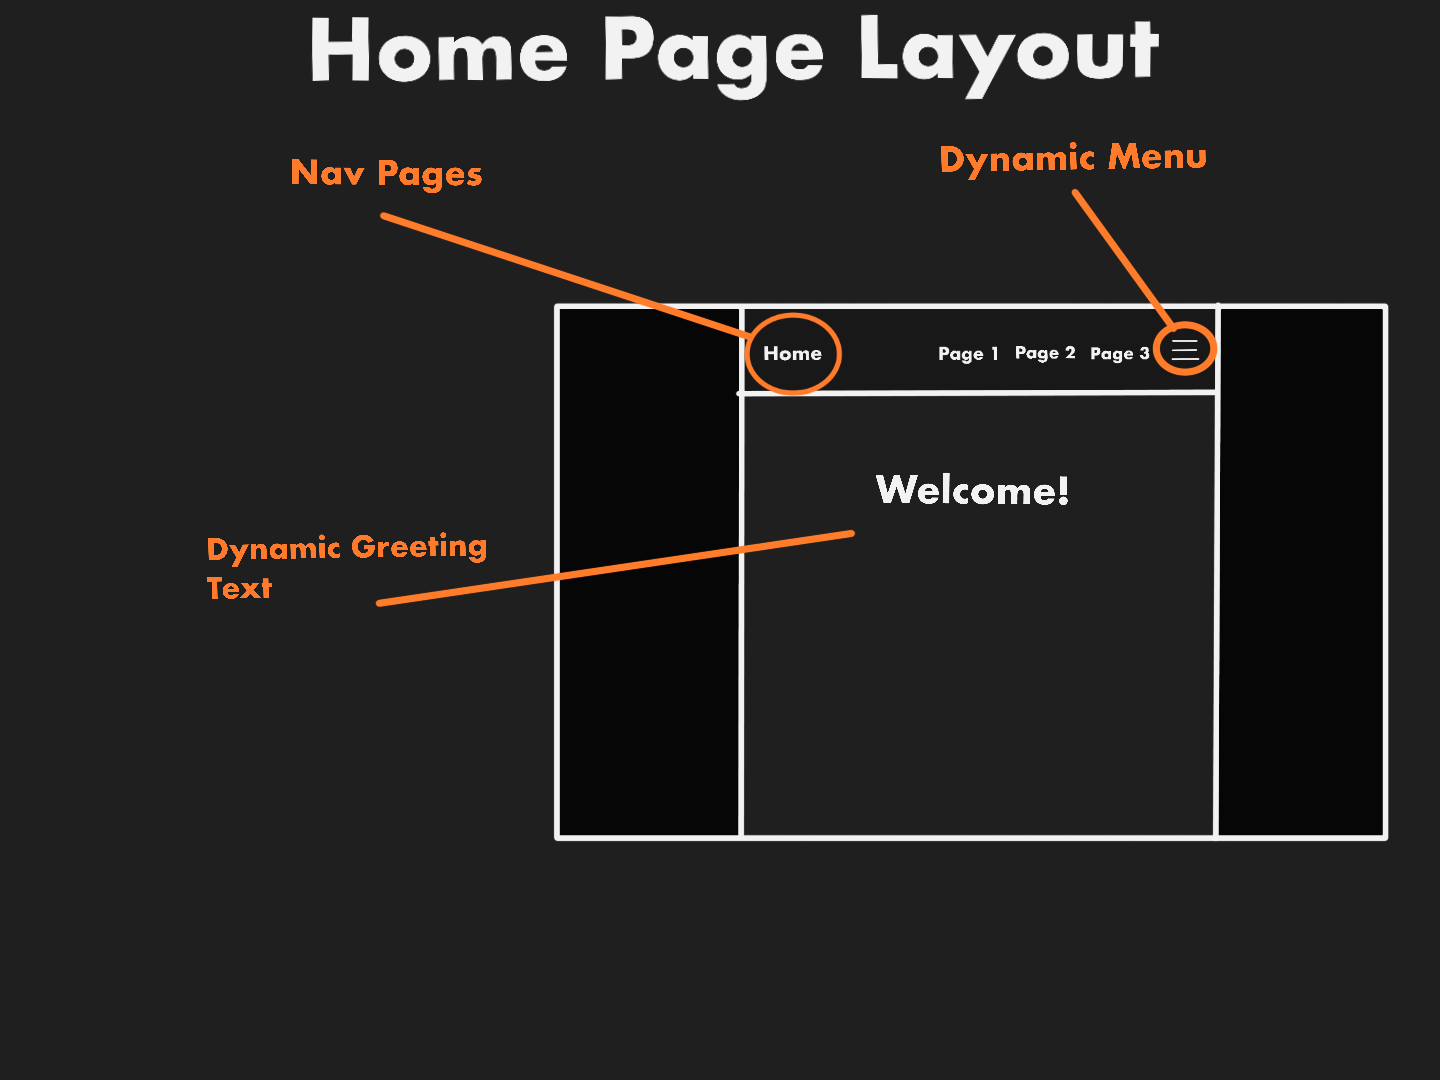 Home Page Layout
Nav Pages
Dynamic Menu
Home
Page 1
Page 2
Page 3
Welcome!
Dynamic Greeting
Text